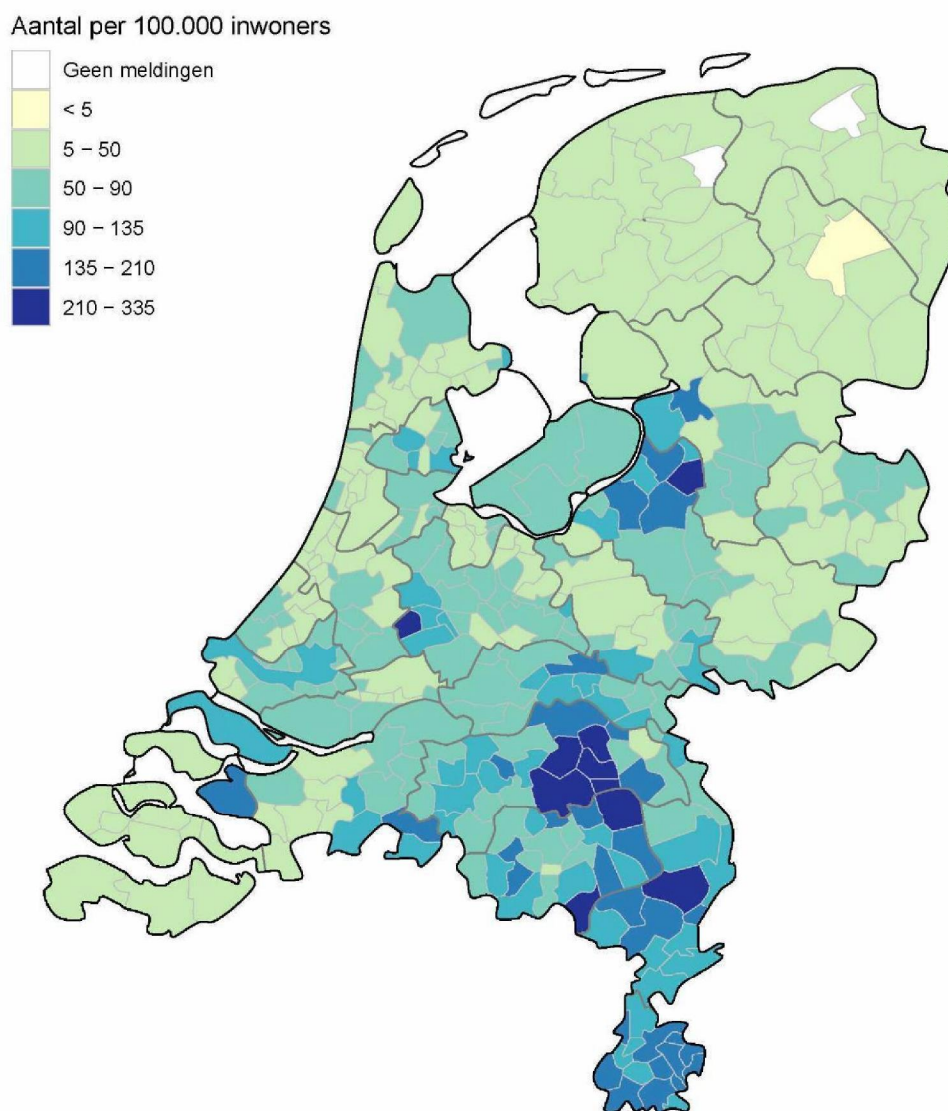 Aantal per 100.000 inwoners
Geen meldingen
< 5
5 – 50
50 – 90
90 – 135
135 – 210
210 – 335